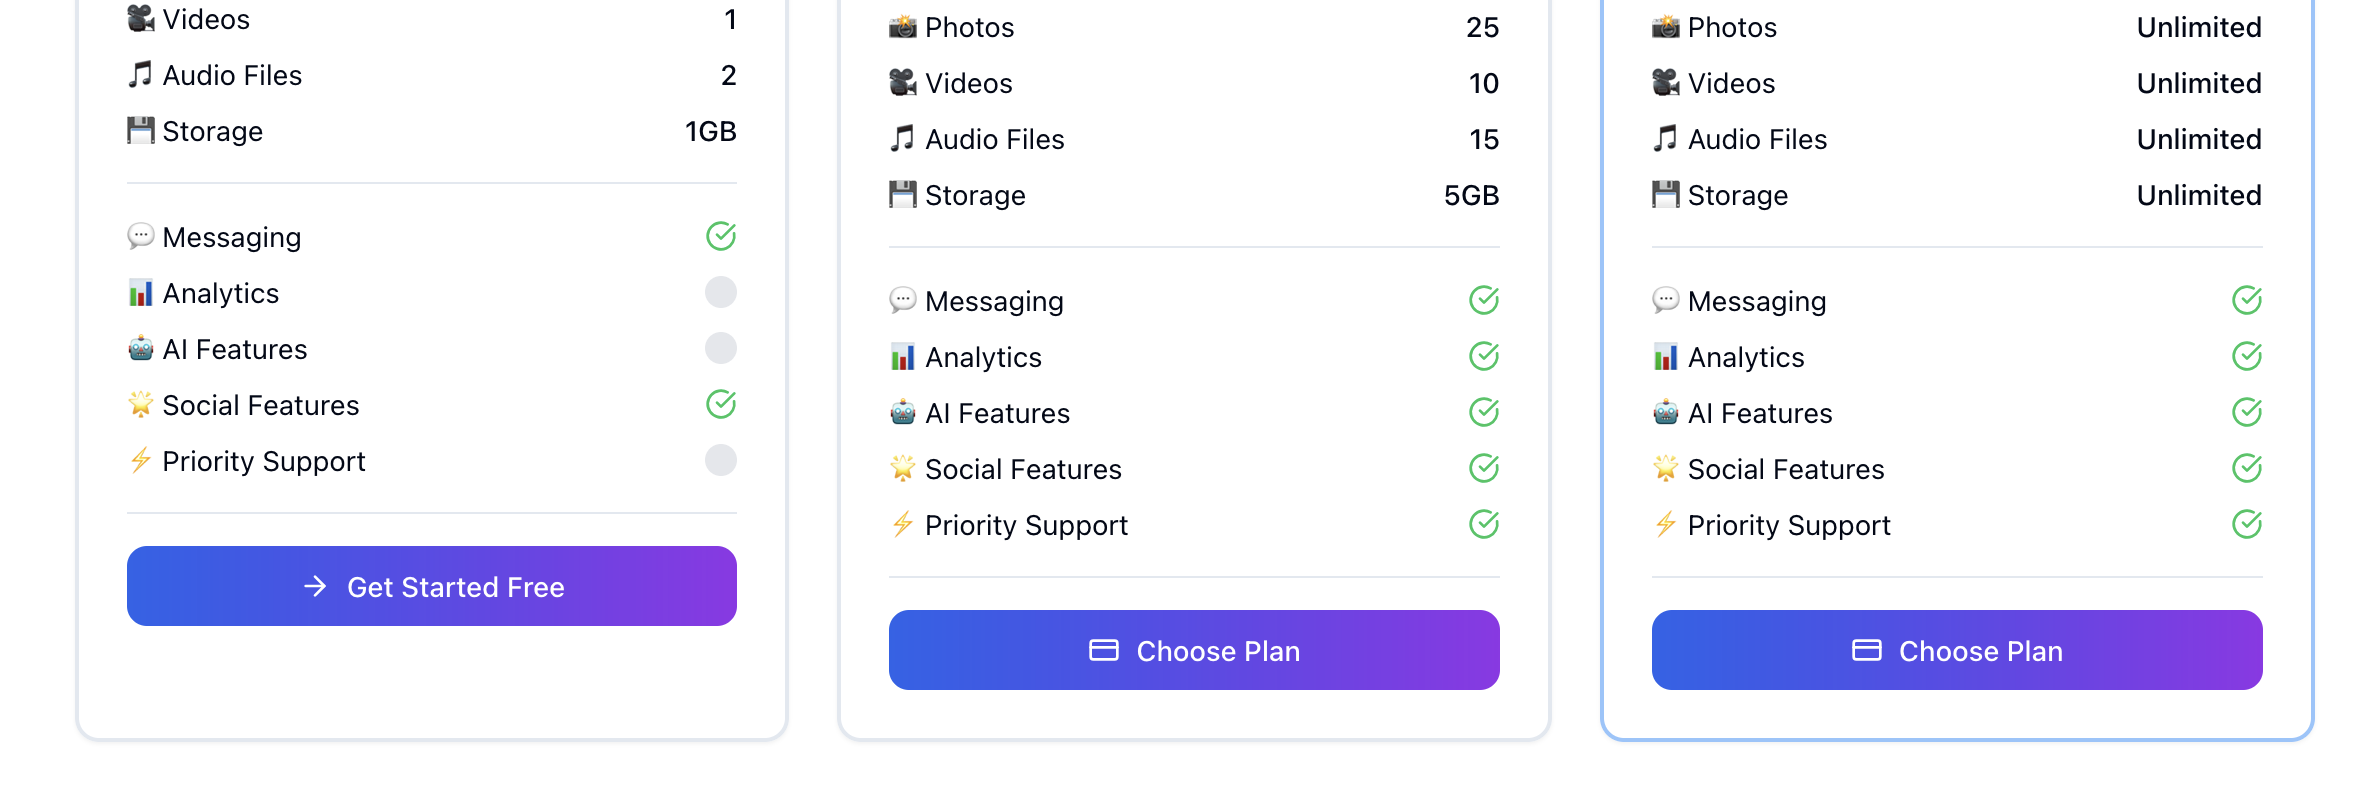 Videos 1
Audio Files 2
Storage 1GB
Messaging
Analytics
AI Features
Social Features
Priority Support
Get Started Free
Photos 25
Videos 10
Audio Files 15
Storage 5GB
Messaging
Analytics
AI Features
Social Features
Priority Support
Choose Plan
Photos Unlimited
Videos Unlimited
Audio Files Unlimited
Storage Unlimited
Messaging
Analytics
AI Features
Social Features
Priority Support
Choose Plan